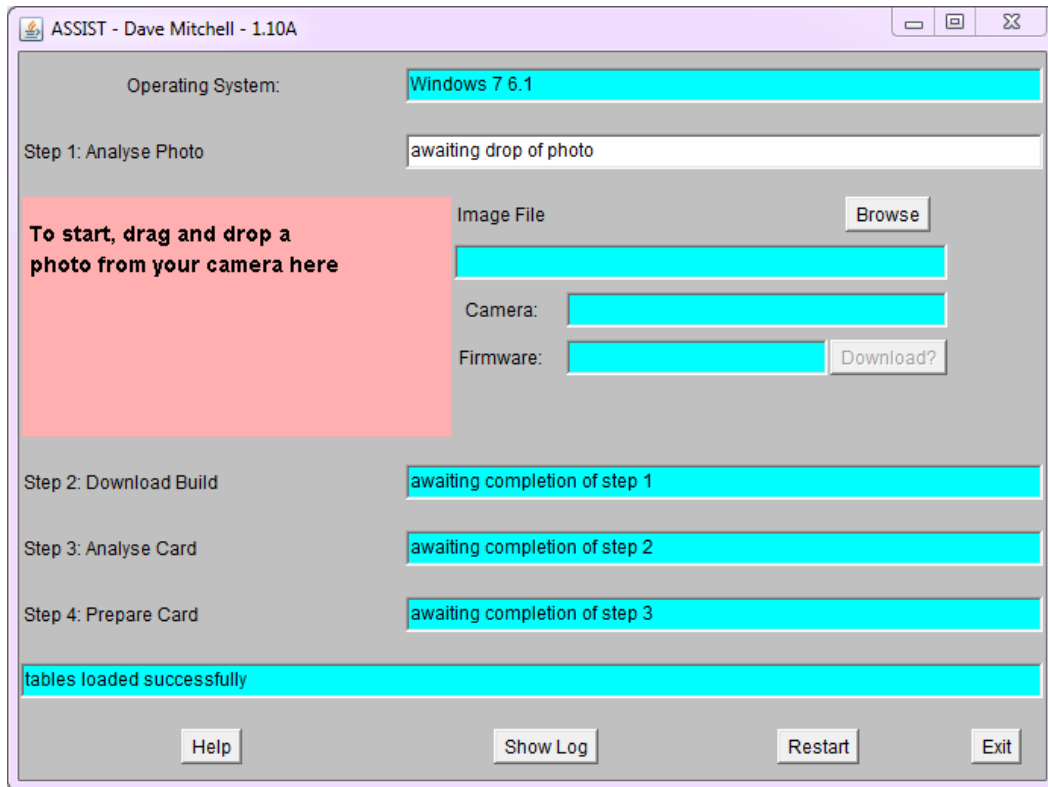 ASSIST - Dave Mitchell - 1.10A
Operating System: Windows 7 6.1
Step 1: Analyse Photo awaiting drop of photo
To start, drag and drop a
photo from your camera here
Image File Browse
Camera:
Firmware: Download?
Step 2: Download Build awaiting completion of step 1
Step 3: Analyse Card awaiting completion of step 2
Step 4: Prepare Card awaiting completion of step 3
tables loaded successfully
Help Show Log Restart Exit